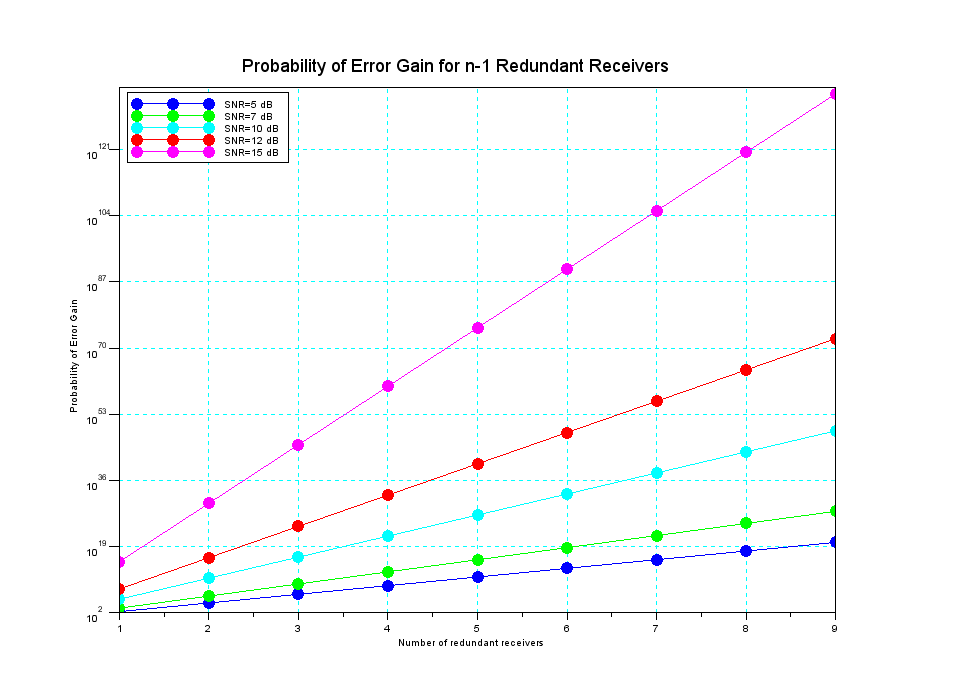 Probability of Error Gain for n-1 Redundant Receivers
SNR=5 dB
SNR=7 dB
SNR=10 dB
SNR=12 dB
SNR=15 dB
10^121
10^104
10^87
10^70
10^53
10^36
10^19
10^2
Probability of Error Gain
1 2 3 4 5 6 7 8 9
Number of redundant receivers